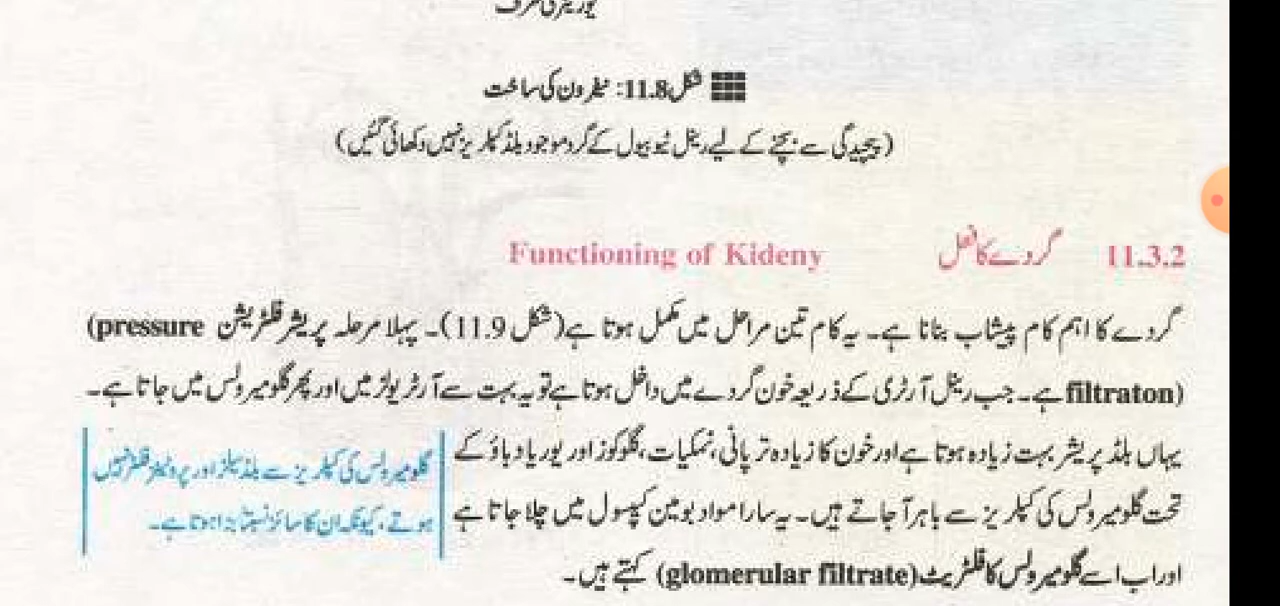 شکل 11.8: نیفرون کی ساخت
(پیچیدگی سے بچنے کے لیے رینل ٹیوبیول کے گرد موجود بلڈ کپلریز نہیں دکھائی گئیں)
11.3.2 گردے کا فعل Functioning of Kideny
گردے کا اہم کام پیشاب بنانا ہے۔ یہ کام تین مراحل میں مکمل ہوتا ہے (شکل 11.9)۔ پہلا مرحلہ پریشر فلٹریشن (pressure
filtraton) ہے۔ جب رینل آرٹری کے ذریعہ خون گردے میں داخل ہوتا ہے تو یہ بہت سے آرٹریولز میں اور پھر گلومیرولس میں جاتا ہے۔
یہاں بلڈ پریشر بہت زیادہ ہوتا ہے اور خون کا زیادہ تر پانی، نمکیات، گلوکوز اور یوریا دباؤ کے
تحت گلومیرولس کی کپلریز سے باہر آ جاتے ہیں۔ یہ سارا مواد بومین کیپسول میں چلا جاتا ہے
اور اب اسے گلومیرولس کا فلٹریٹ (glomerular filtrate) کہتے ہیں۔
گلومیرولس کی کپلریز سے بلڈ سیلز اور پروٹینز فلٹر نہیں
ہوتے، کیونکہ ان کا سائز نسبتاً بڑا ہوتا ہے۔